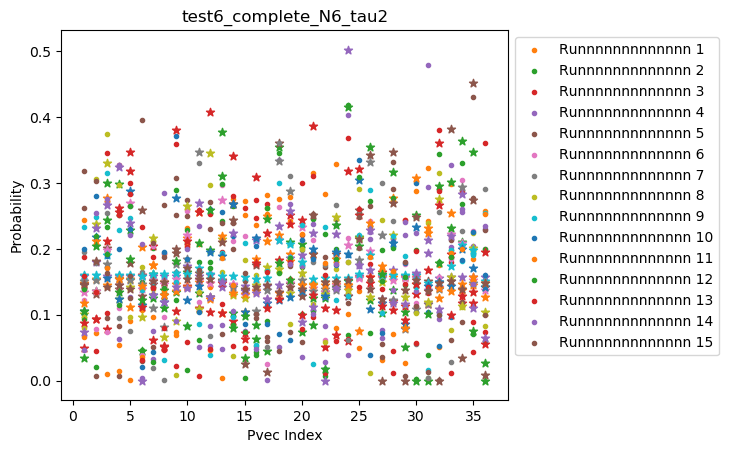 test6_complete_N6_tau2
0.5
0.4
0.3
0.2
0.1
0.0
Probability
0
5
10
15
20
25
30
35
Pvec Index
Runnnnnnnnnnnnn 1
Runnnnnnnnnnnnn 2
Runnnnnnnnnnnnn 3
Runnnnnnnnnnnnn 4
Runnnnnnnnnnnnn 5
Runnnnnnnnnnnnn 6
Runnnnnnnnnnnnn 7
Runnnnnnnnnnnnn 8
Runnnnnnnnnnnnn 9
Runnnnnnnnnnnnn 10
Runnnnnnnnnnnnn 11
Runnnnnnnnnnnnn 12
Runnnnnnnnnnnnn 13
Runnnnnnnnnnnnn 14
Runnnnnnnnnnnnn 15